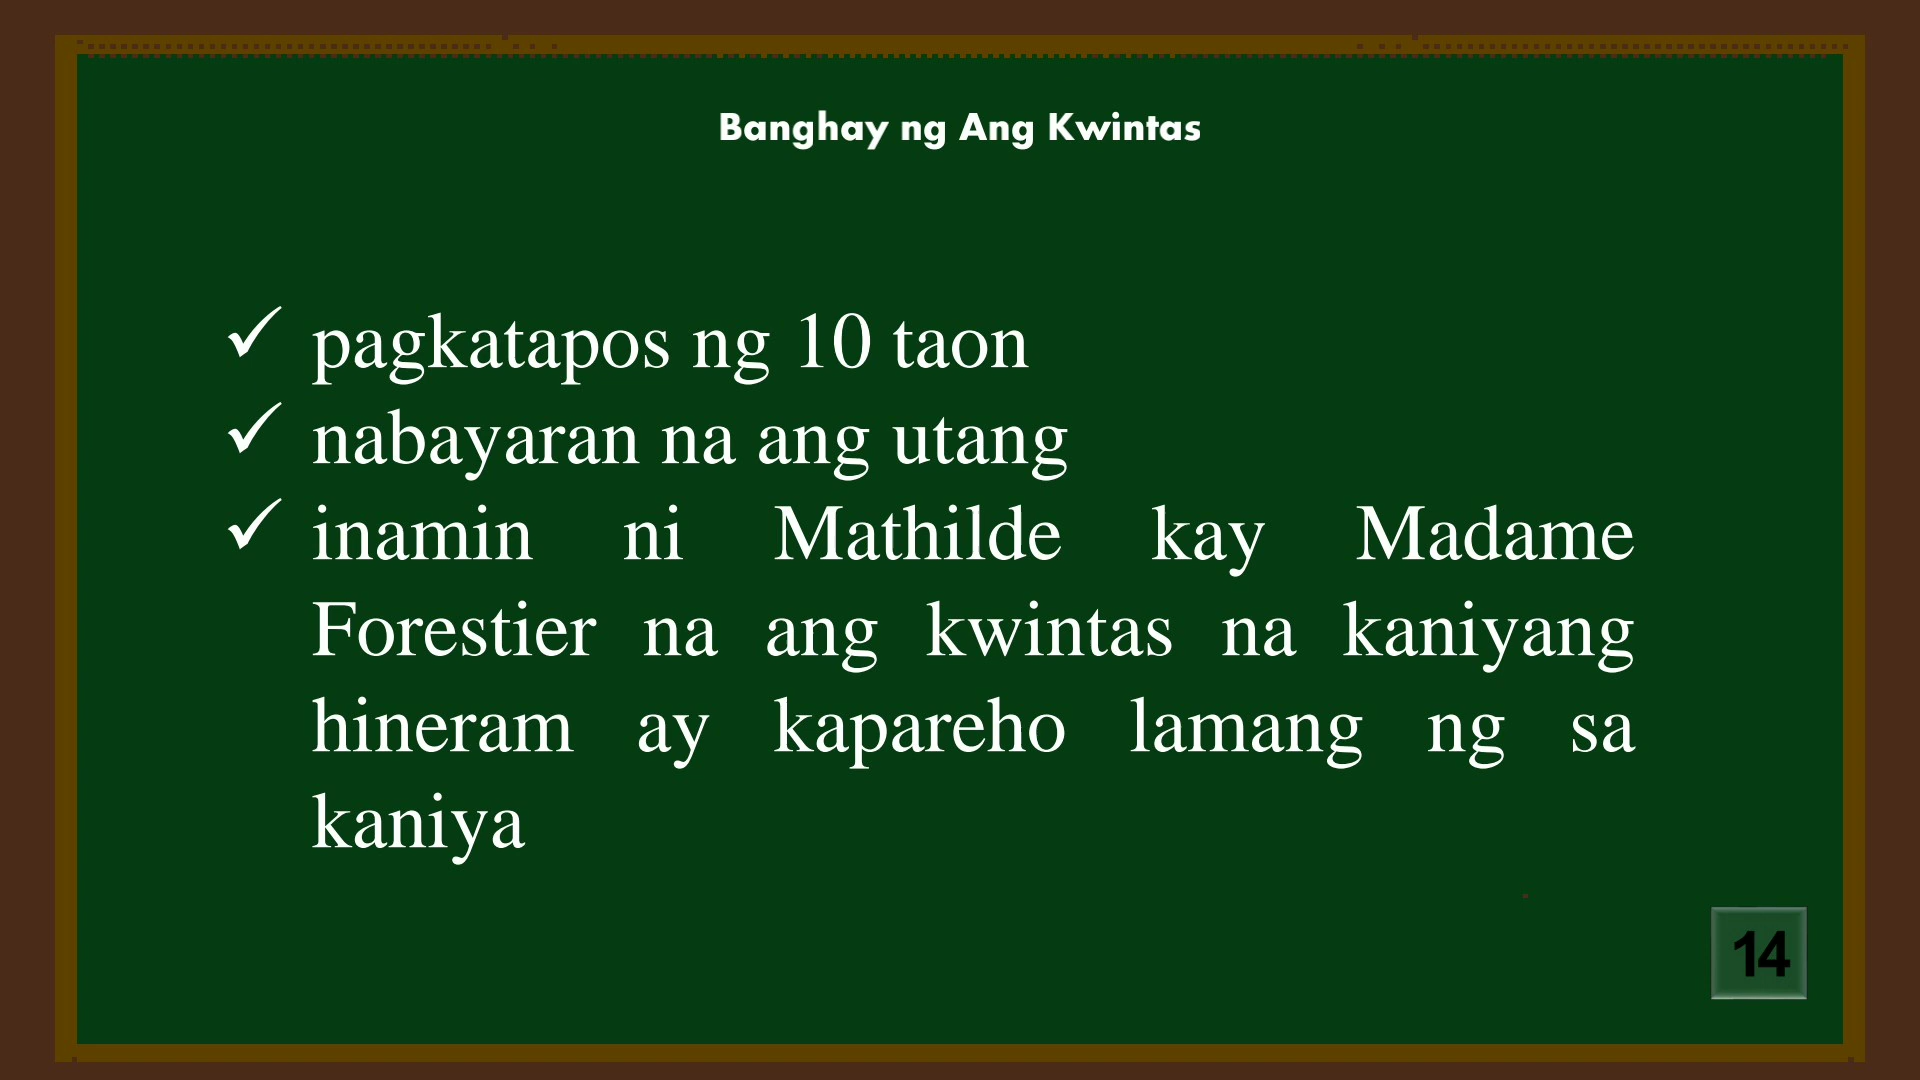 Banghay ng Ang Kwintas
✓ pagkatapos ng 10 taon
✓ nabayaran na ang utang
✓ inamin ni Mathilde kay Madame
Forestier na ang kwintas na kaniyang
hineram ay kapareho lamang ng sa
kaniya
14